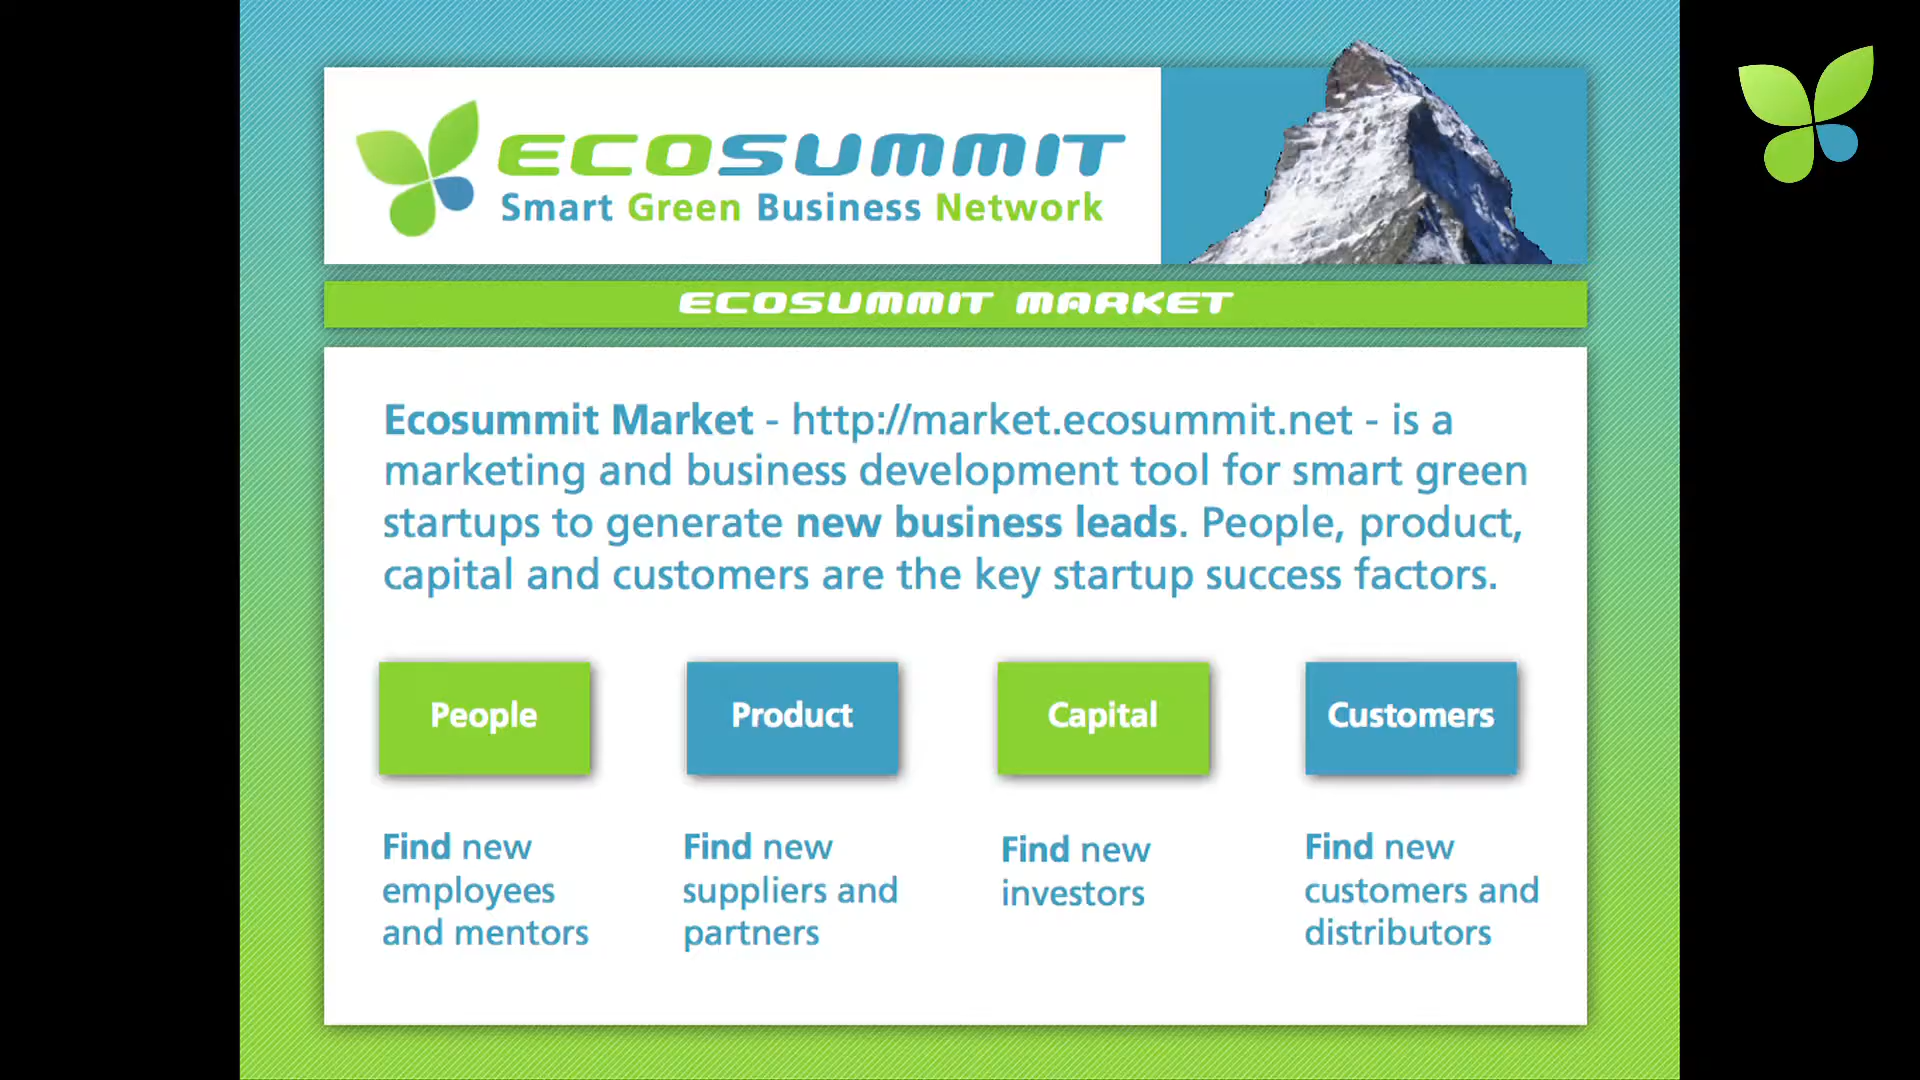 ECOSUMMIT
Smart Green Business Network
ECOSUMMIT MARKET
Ecosummit Market - http://market.ecosummit.net - is a
marketing and business development tool for smart green
startups to generate new business leads. People, product,
capital and customers are the key startup success factors.
People
Product
Capital
Customers
Find new
employees
and mentors
Find new
suppliers and
partners
Find new
investors
Find new
customers and
distributors